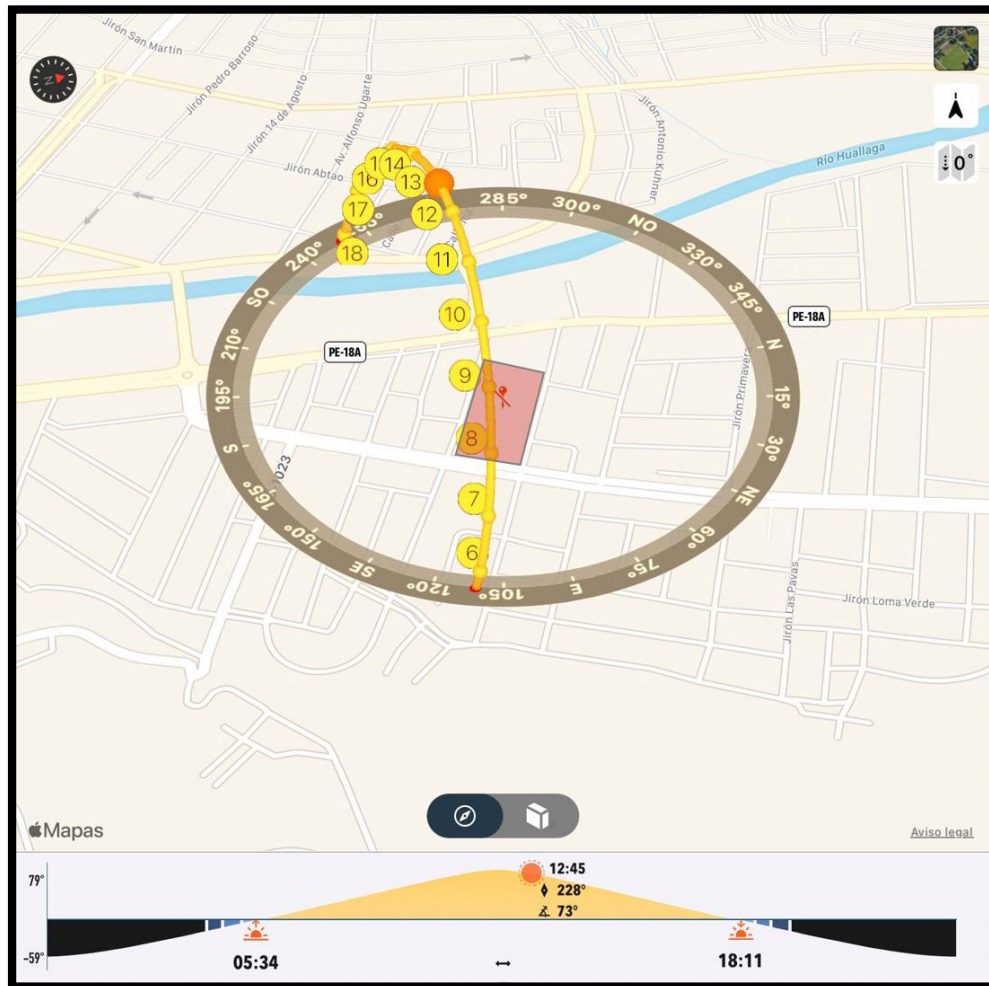 Jirón San Martín
Jirón Pedro Barroso
Jirón 14 de Agosto
Av. Alfonso Ugarte
Jirón Abtao
Jirón Antonio Kuhner
Río Huallaga
N
0°
14
16
13
17
12
18
11
10
9
8
7
6
240°
285°
300°
NO
330°
345°
N
15°
30°
NE
60°
75°
E
105°
120°
SE
150°
165°
S
195°
210°
SO
PE-18A
PE-18A
Jirón Primavera
Jirón Las Pavas
Jirón Loma Verde
Mapas
Aviso legal
79°
-59°
12:45
228°
73°
05:34
↔
18:11